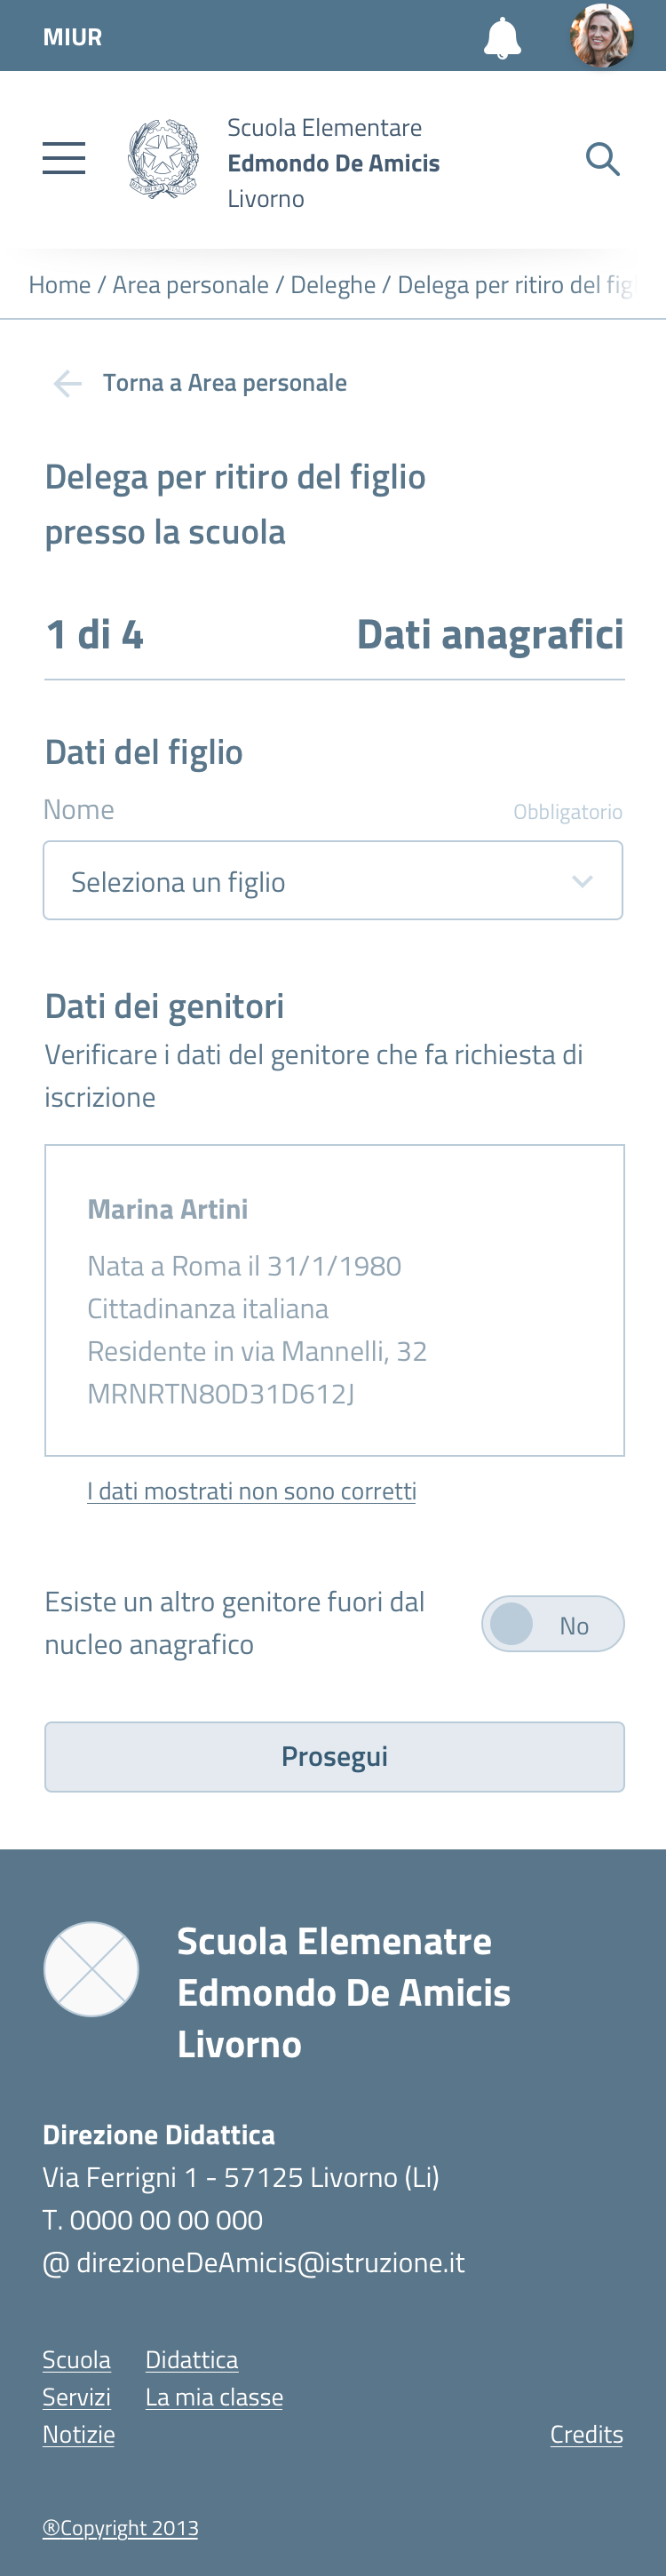 MIUR
Scuola Elementare
Edmondo De Amicis
Livorno
Home / Area personale / Deleghe / Delega per ritiro del figl
Torna a Area personale
Delega per ritiro del figlio
presso la scuola
1 di 4 Dati anagrafici
Dati del figlio
Nome Obbligatorio
Seleziona un figlio
Dati dei genitori
Verificare i dati del genitore che fa richiesta di
iscrizione
Marina Artini
Nata a Roma il 31/1/1980
Cittadinanza italiana
Residente in via Mannelli, 32
MRNRTN80D31D612J
I dati mostrati non sono corretti
Esiste un altro genitore fuori dal
nucleo anagrafico
No
Prosegui
Scuola Elemenatre
Edmondo De Amicis
Livorno
Direzione Didattica
Via Ferrigni 1 - 57125 Livorno (Li)
T. 0000 00 00 000
@ direzioneDeAmicis@istruzione.it
Scuola Didattica
Servizi La mia classe
Notizie Credits
®Copyright 2013